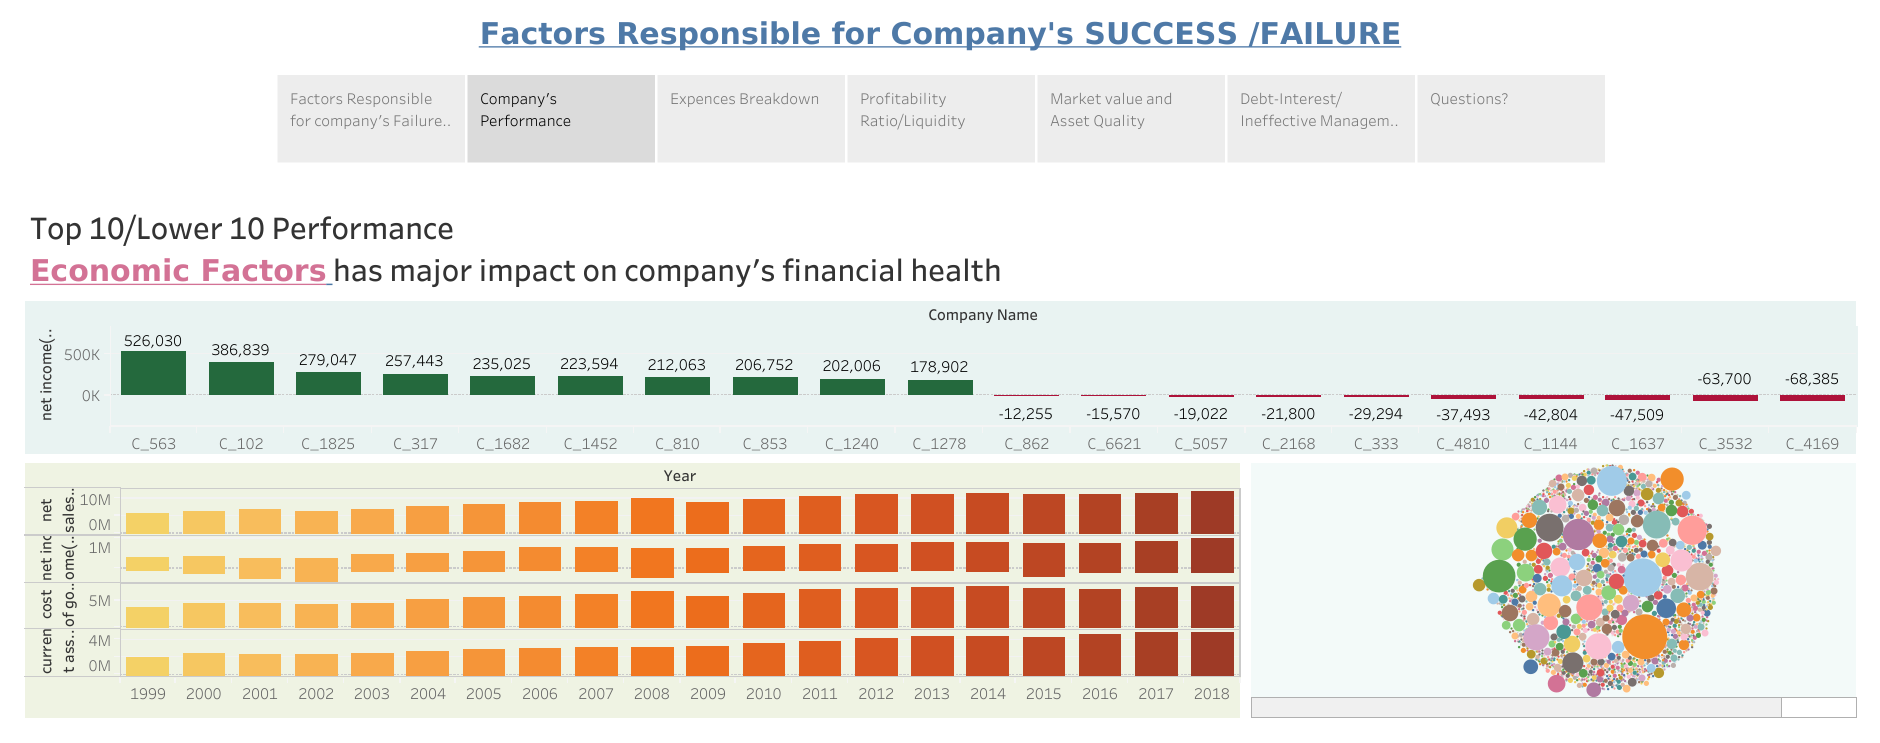 Factors Responsible for Company's SUCCESS /FAILURE
Factors Responsible
for company's Failure..
Company's
Performance
Expences Breakdown
Profitability
Ratio/Liquidity
Market value and
Asset Quality
Debt-Interest/
Ineffective Managem..
Questions?
Top 10/Lower 10 Performance
Economic Factors has major impact on company's financial health
Company Name
net income(..
500K
0K
526,030
386,839
279,047
257,443
235,025
223,594
212,063
206,752
202,006
178,902
-12,255
-15,570
-19,022
-21,800
-29,294
-37,493
-42,804
-47,509
-63,700
-68,385
C_563
C_102
C_1825
C_317
C_1682
C_1452
C_810
C_853
C_1240
C_1278
C_862
C_6621
C_5057
C_2168
C_333
C_4810
C_1144
C_1637
C_3532
C_4169
Year
net
sales..
10M
0M
net inc
ome(..
1M
cost
of go..
5M
curren
t ass..
4M
0M
1999
2000
2001
2002
2003
2004
2005
2006
2007
2008
2009
2010
2011
2012
2013
2014
2015
2016
2017
2018